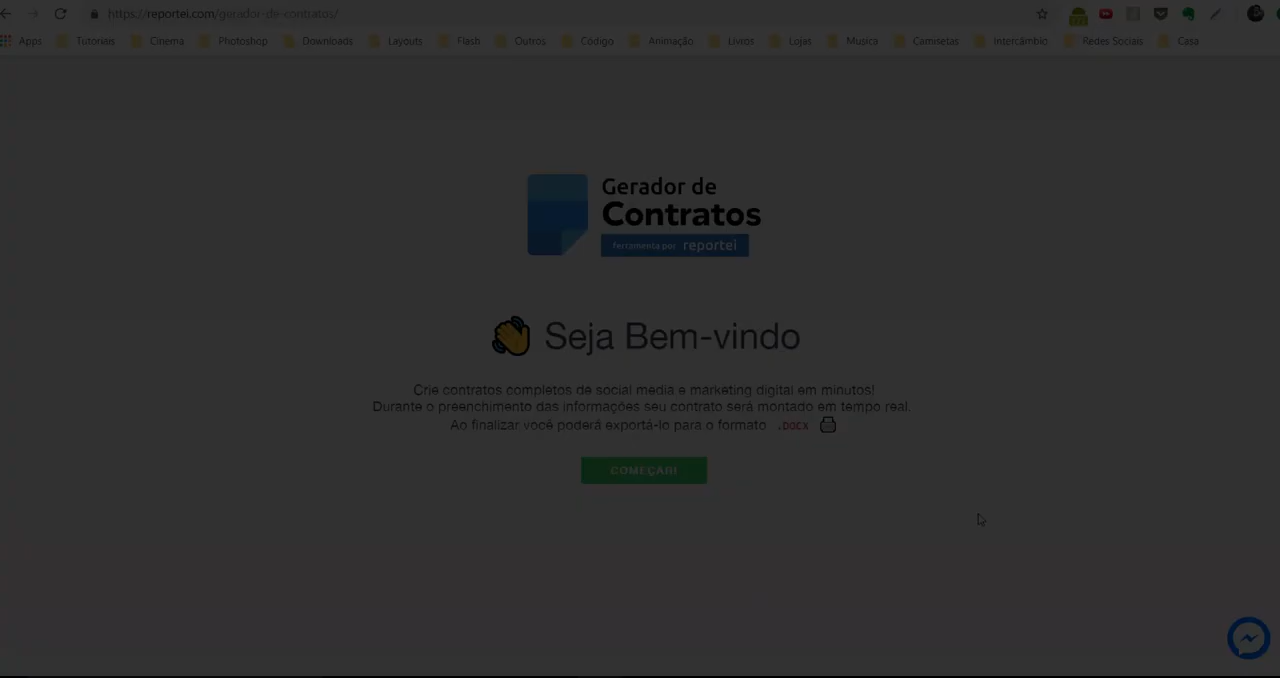 https://reportei.com/gerador-de-contratos/
Apps Tutoriais Cinema Photoshop Downloads Layouts Flash Outros Código Animação Livros Lojas Musica Camisetas Intercâmbio Redes Sociais Casa
Gerador de
Contratos
ferramenta por reportei
Seja Bem-vindo
Crie contratos completos de social media e marketing digital em minutos!
Durante o preenchimento das informações seu contrato será montado em tempo real.
Ao finalizar você poderá exportá-lo para o formato .DOCX
COMEÇAR!